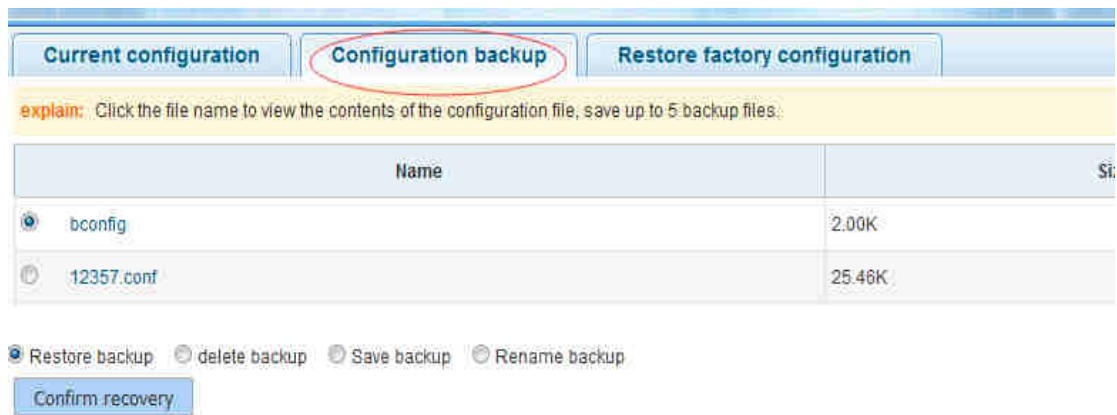 Current configuration Configuration backup Restore factory configuration
explain: Click the file name to view the contents of the configuration file, save up to 5 backup files.
Name Siz
bconfig 2.00K
12357.conf 25.46K
Restore backup delete backup Save backup Rename backup
Confirm recovery